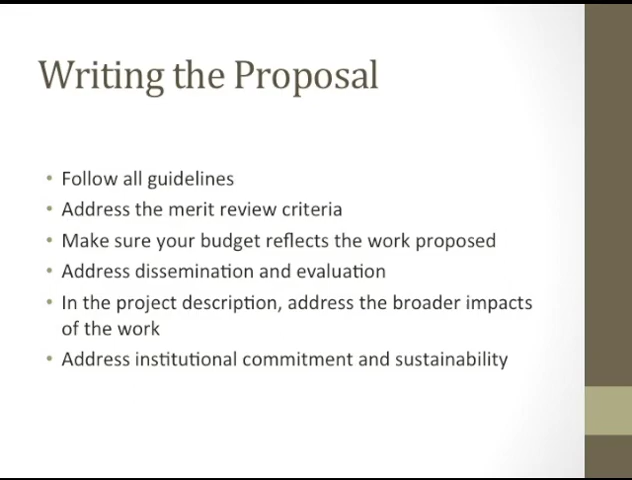 Writing the Proposal
• Follow all guidelines
• Address the merit review criteria
• Make sure your budget reflects the work proposed
• Address dissemination and evaluation
• In the project description, address the broader impacts
of the work
• Address institutional commitment and sustainability